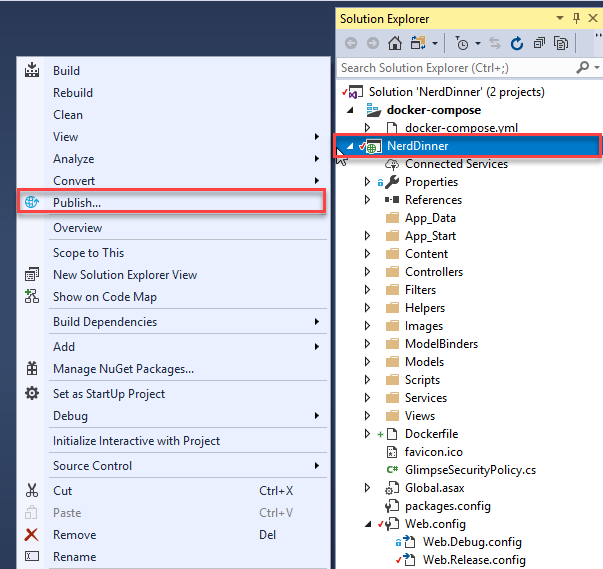 Solution Explorer
Search Solution Explorer (Ctrl+;)
Solution 'NerdDinner' (2 projects)
docker-compose
docker-compose.yml
NerdDinner
Connected Services
Properties
References
App_Data
App_Start
Content
Controllers
Filters
Helpers
Images
ModelBinders
Models
Scripts
Services
Views
Dockerfile
favicon.ico
GlimpseSecurityPolicy.cs
Global.asax
packages.config
Web.config
Web.Debug.config
Web.Release.config
Build
Rebuild
Clean
View
Analyze
Convert
Publish...
Overview
Scope to This
New Solution Explorer View
Show on Code Map
Build Dependencies
Add
Manage NuGet Packages...
Set as StartUp Project
Debug
Initialize Interactive with Project
Source Control
Cut Ctrl+X
Paste Ctrl+V
Remove Del
Rename